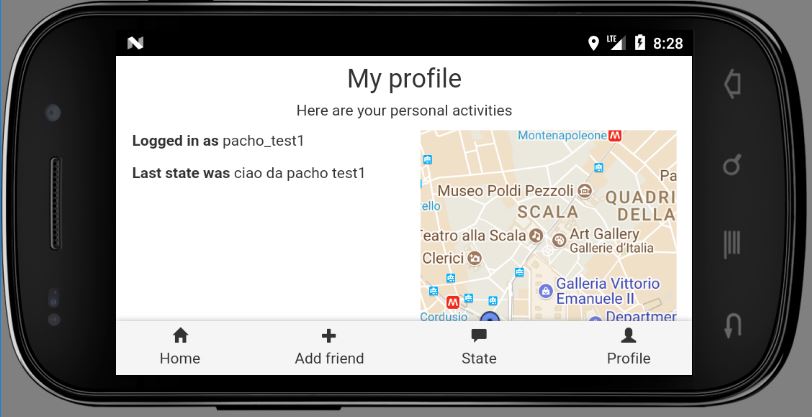 LTE 8:28
My profile
Here are your personal activities
Logged in as pacho_test1
Last state was ciao da pacho test1
Montenapoleone M
Museo Poldi Pezzoli
Pa
QUADRI
DELLA
SCALA
ello
Teatro alla Scala
Art Gallery
Gallerie d'Italia
Clerici
Galleria Vittorio
Emanuele II
M
Cordusio
Departmer
Home
Add friend
State
Profile